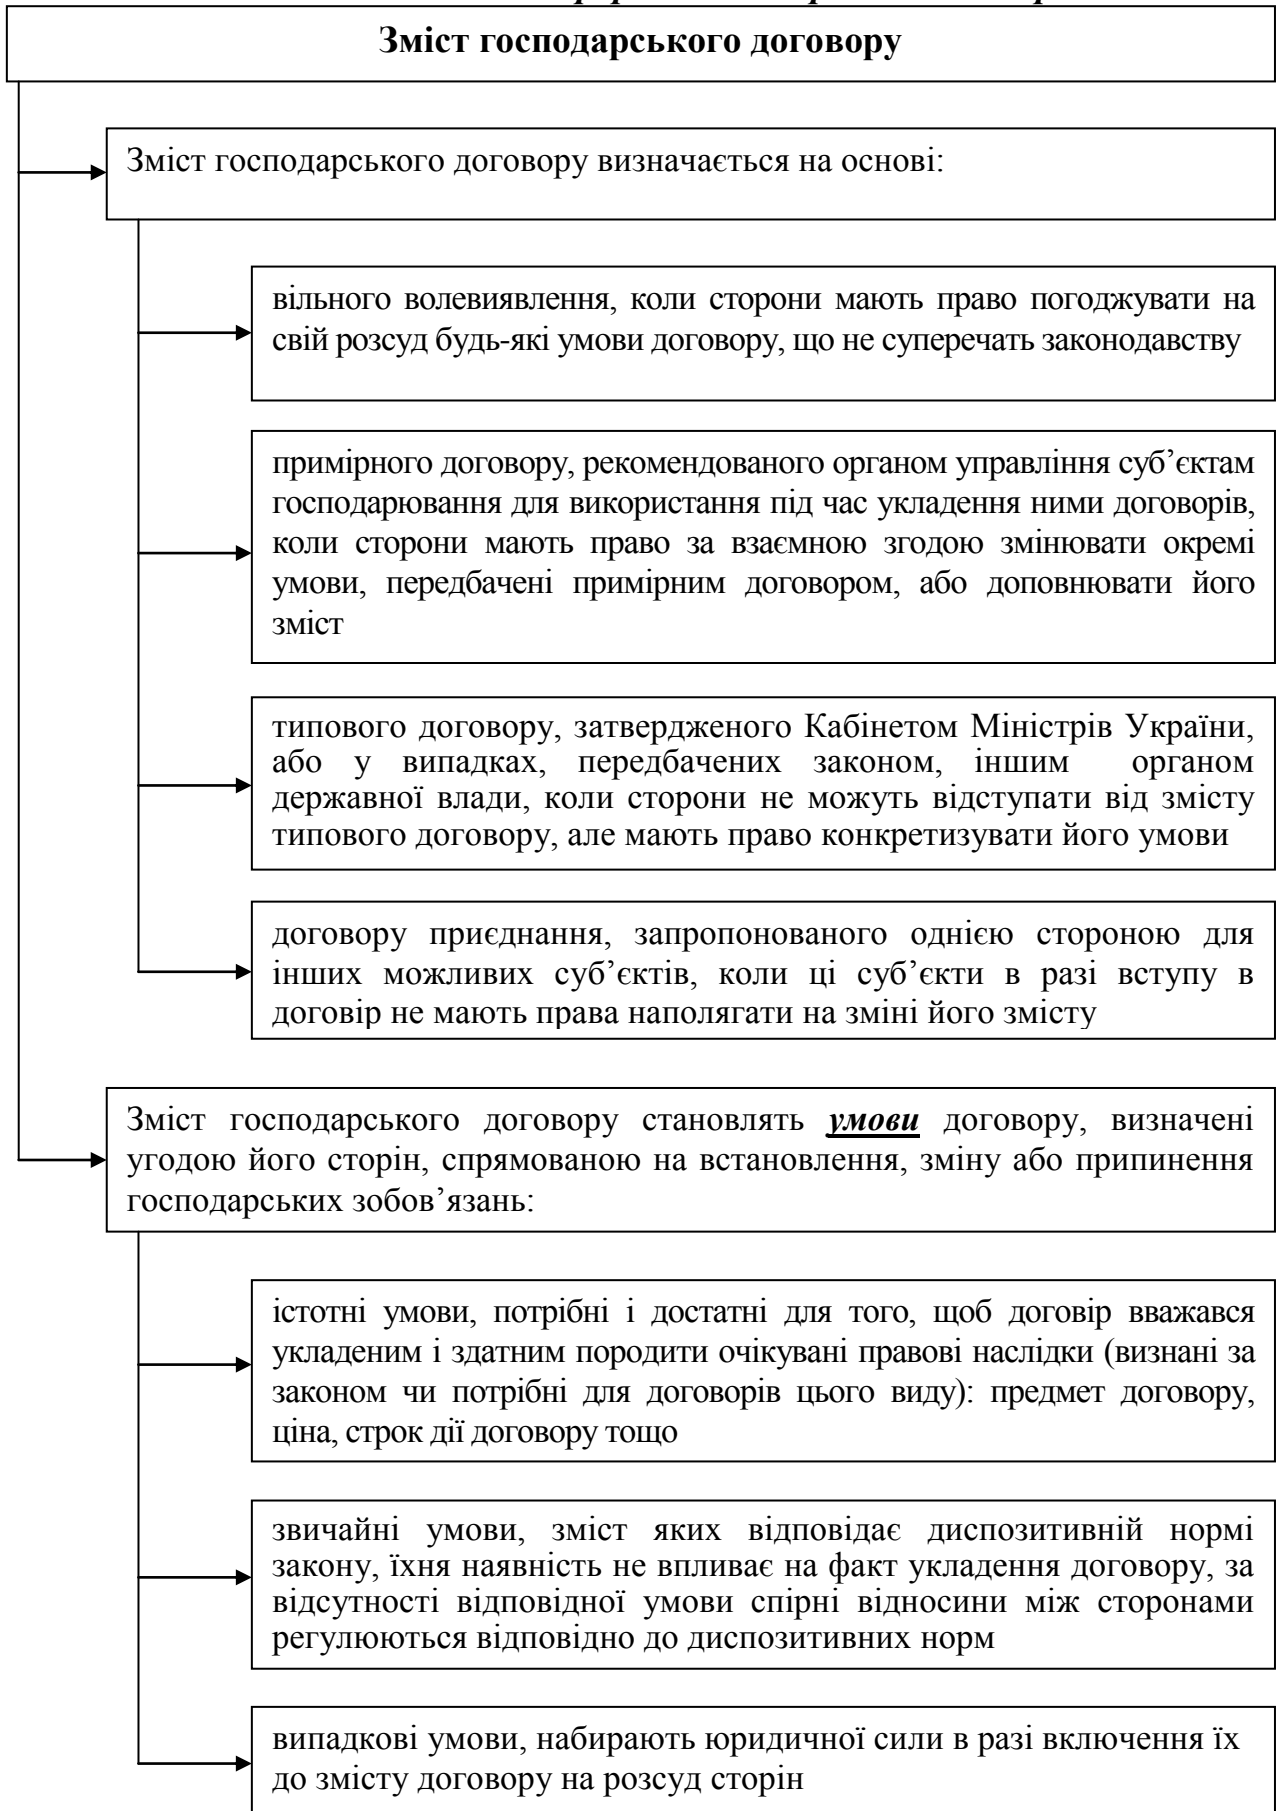 Зміст господарського договору
Зміст господарського договору визначається на основі:
вільного волевиявлення, коли сторони мають право погоджувати на
свій розсуд будь-які умови договору, що не суперечать законодавству
примірного договору, рекомендованого органом управління суб’єктам
господарювання для використання під час укладення ними договорів,
коли сторони мають право за взаємною згодою змінювати окремі
умови, передбачені примірним договором, або доповнювати його
зміст
типового договору, затвердженого Кабінетом Міністрів України,
або у випадках, передбачених законом, іншим органом
державної влади, коли сторони не можуть відступати від змісту
типового договору, але мають право конкретизувати його умови
договору приєднання, запропонованого однією стороною для
інших можливих суб’єктів, коли ці суб’єкти в разі вступу в
договір не мають права наполягати на зміні його змісту
Зміст господарського договору становлять умови договору, визначені
угодою його сторін, спрямованою на встановлення, зміну або припинення
господарських зобов’язань:
істотні умови, потрібні і достатні для того, щоб договір вважався
укладеним і здатним породити очікувані правові наслідки (визнані за
законом чи потрібні для договорів цього виду): предмет договору,
ціна, строк дії договору тощо
звичайні умови, зміст яких відповідає диспозитивній нормі
закону, їхня наявність не впливає на факт укладення договору, за
відсутності відповідної умови спірні відносини між сторонами
регулюються відповідно до диспозитивних норм
випадкові умови, набирають юридичної сили в разі включення їх
до змісту договору на розсуд сторін